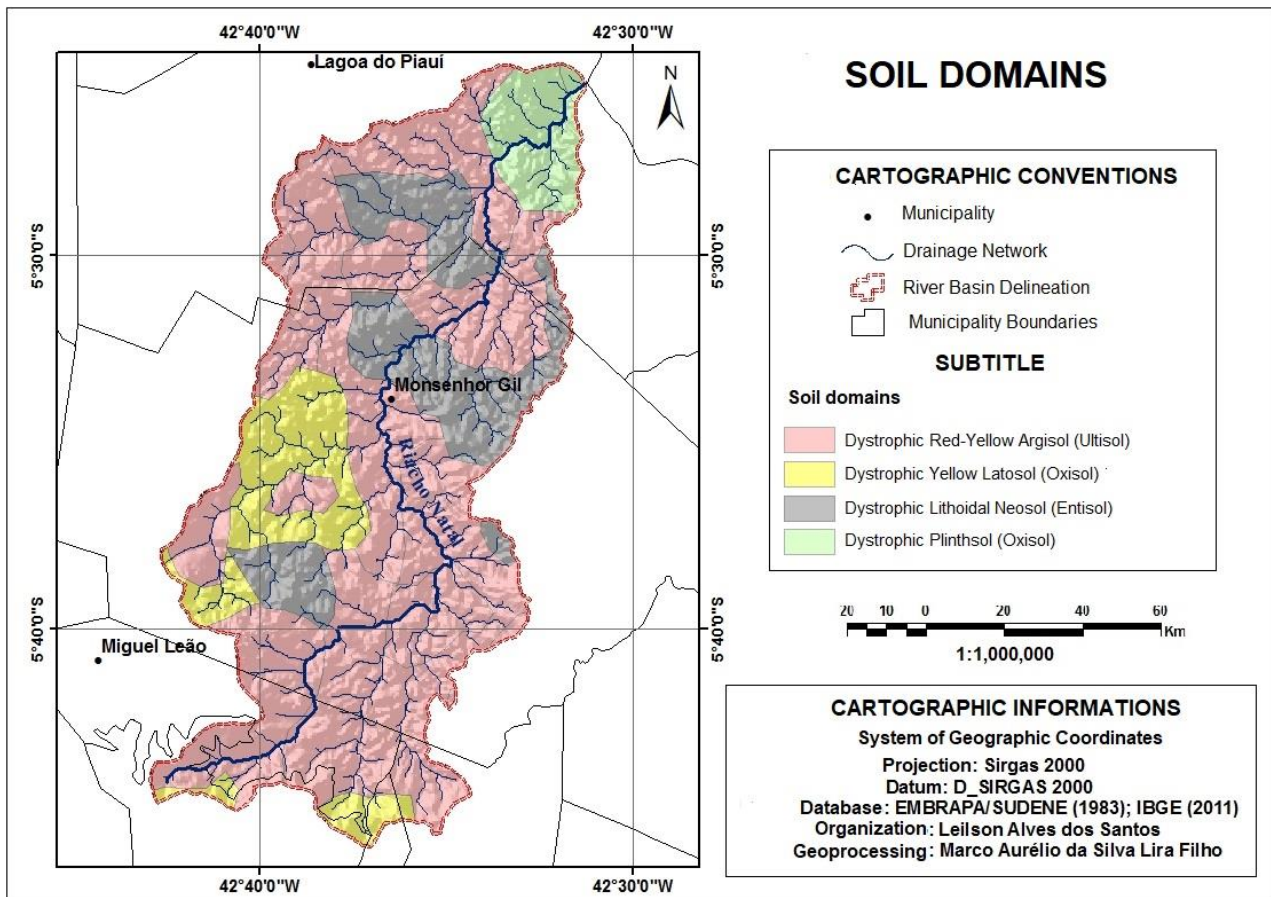 42°40'0"W
42°30'0"W
Lagoa do Piauí
N
5°30'0"S
5°30'0"S
Monsenhor Gil
Riacho Natal
5°40'0"S
5°40'0"S
Miguel Leão
42°40'0"W
42°30'0"W
SOIL DOMAINS
CARTOGRAPHIC CONVENTIONS
Municipality
Drainage Network
River Basin Delineation
Municipality Boundaries
SUBTITLE
Soil domains
Dystrophic Red-Yellow Argisol (Ultisol)
Dystrophic Yellow Latosol (Oxisol)
Dystrophic Lithoidal Neosol (Entisol)
Dystrophic Plinthsol (Oxisol)
20 10 0 20 40 60
Km
1:1,000,000
CARTOGRAPHIC INFORMATIONS
System of Geographic Coordinates
Projection: Sirgas 2000
Datum: D_SIRGAS 2000
Database: EMBRAPA/SUDENE (1983); IBGE (2011)
Organization: Leilson Alves dos Santos
Geoprocessing: Marco Aurélio da Silva Lira Filho